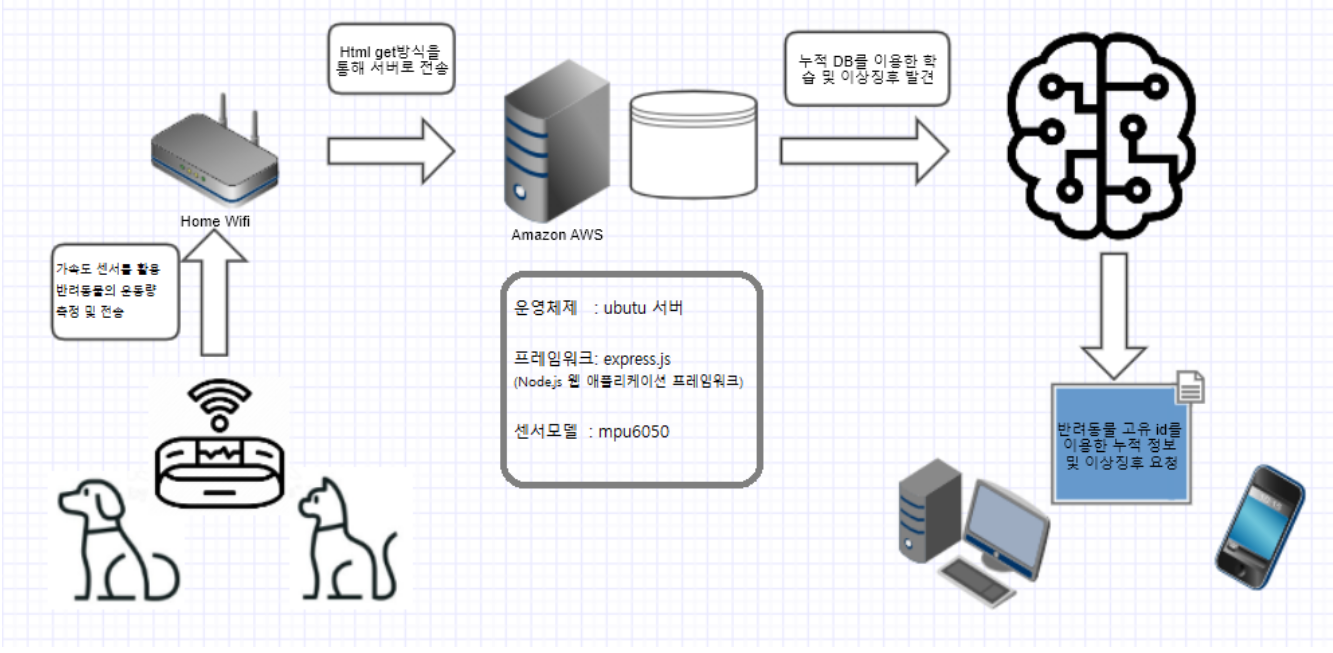 Html get방식을
통해 서버로 전송
누적 DB를 이용한 학
습 및 이상징후 발견
Home Wifi
Amazon AWS
가속도 센서를 활용
반려동물의 운동량
측정 및 전송
운영체제 : ubutu 서버
프레임워크: express.js
(Node.js 웹 애플리케이션 프레임워크)
센서모델 : mpu6050
반려동물 고유 id를
이용한 누적 정보
및 이상징후 요청